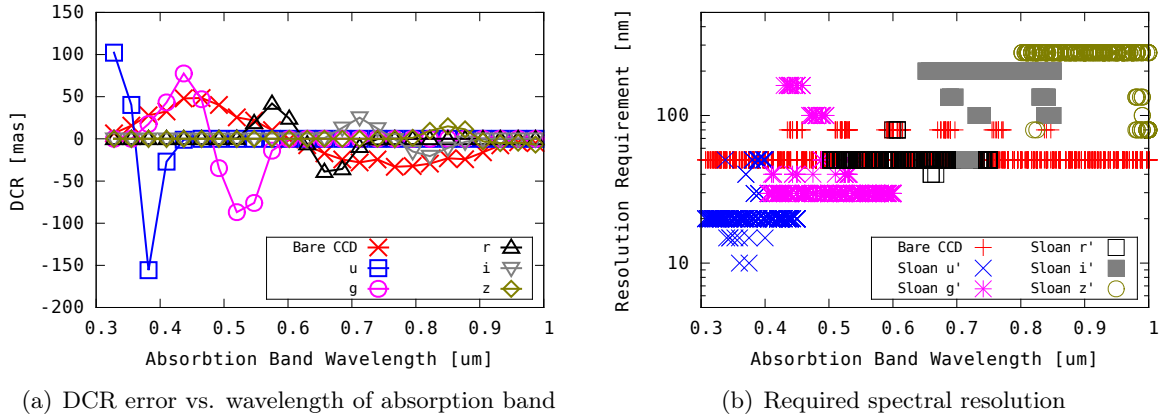 150
100
50
0
-50
-100
-150
-200
DCR [mas]
0.3 0.4 0.5 0.6 0.7 0.8 0.9 1
Absorbtion Band Wavelength [um]
Bare CCD
u
g
r
i
z
(a) DCR error vs. wavelength of absorption band
Resolution Requirement [nm]
100
10
0.3 0.4 0.5 0.6 0.7 0.8 0.9 1
Absorbtion Band Wavelength [um]
Bare CCD
Sloan u'
Sloan g'
Sloan r'
Sloan i'
Sloan z'
(b) Required spectral resolution